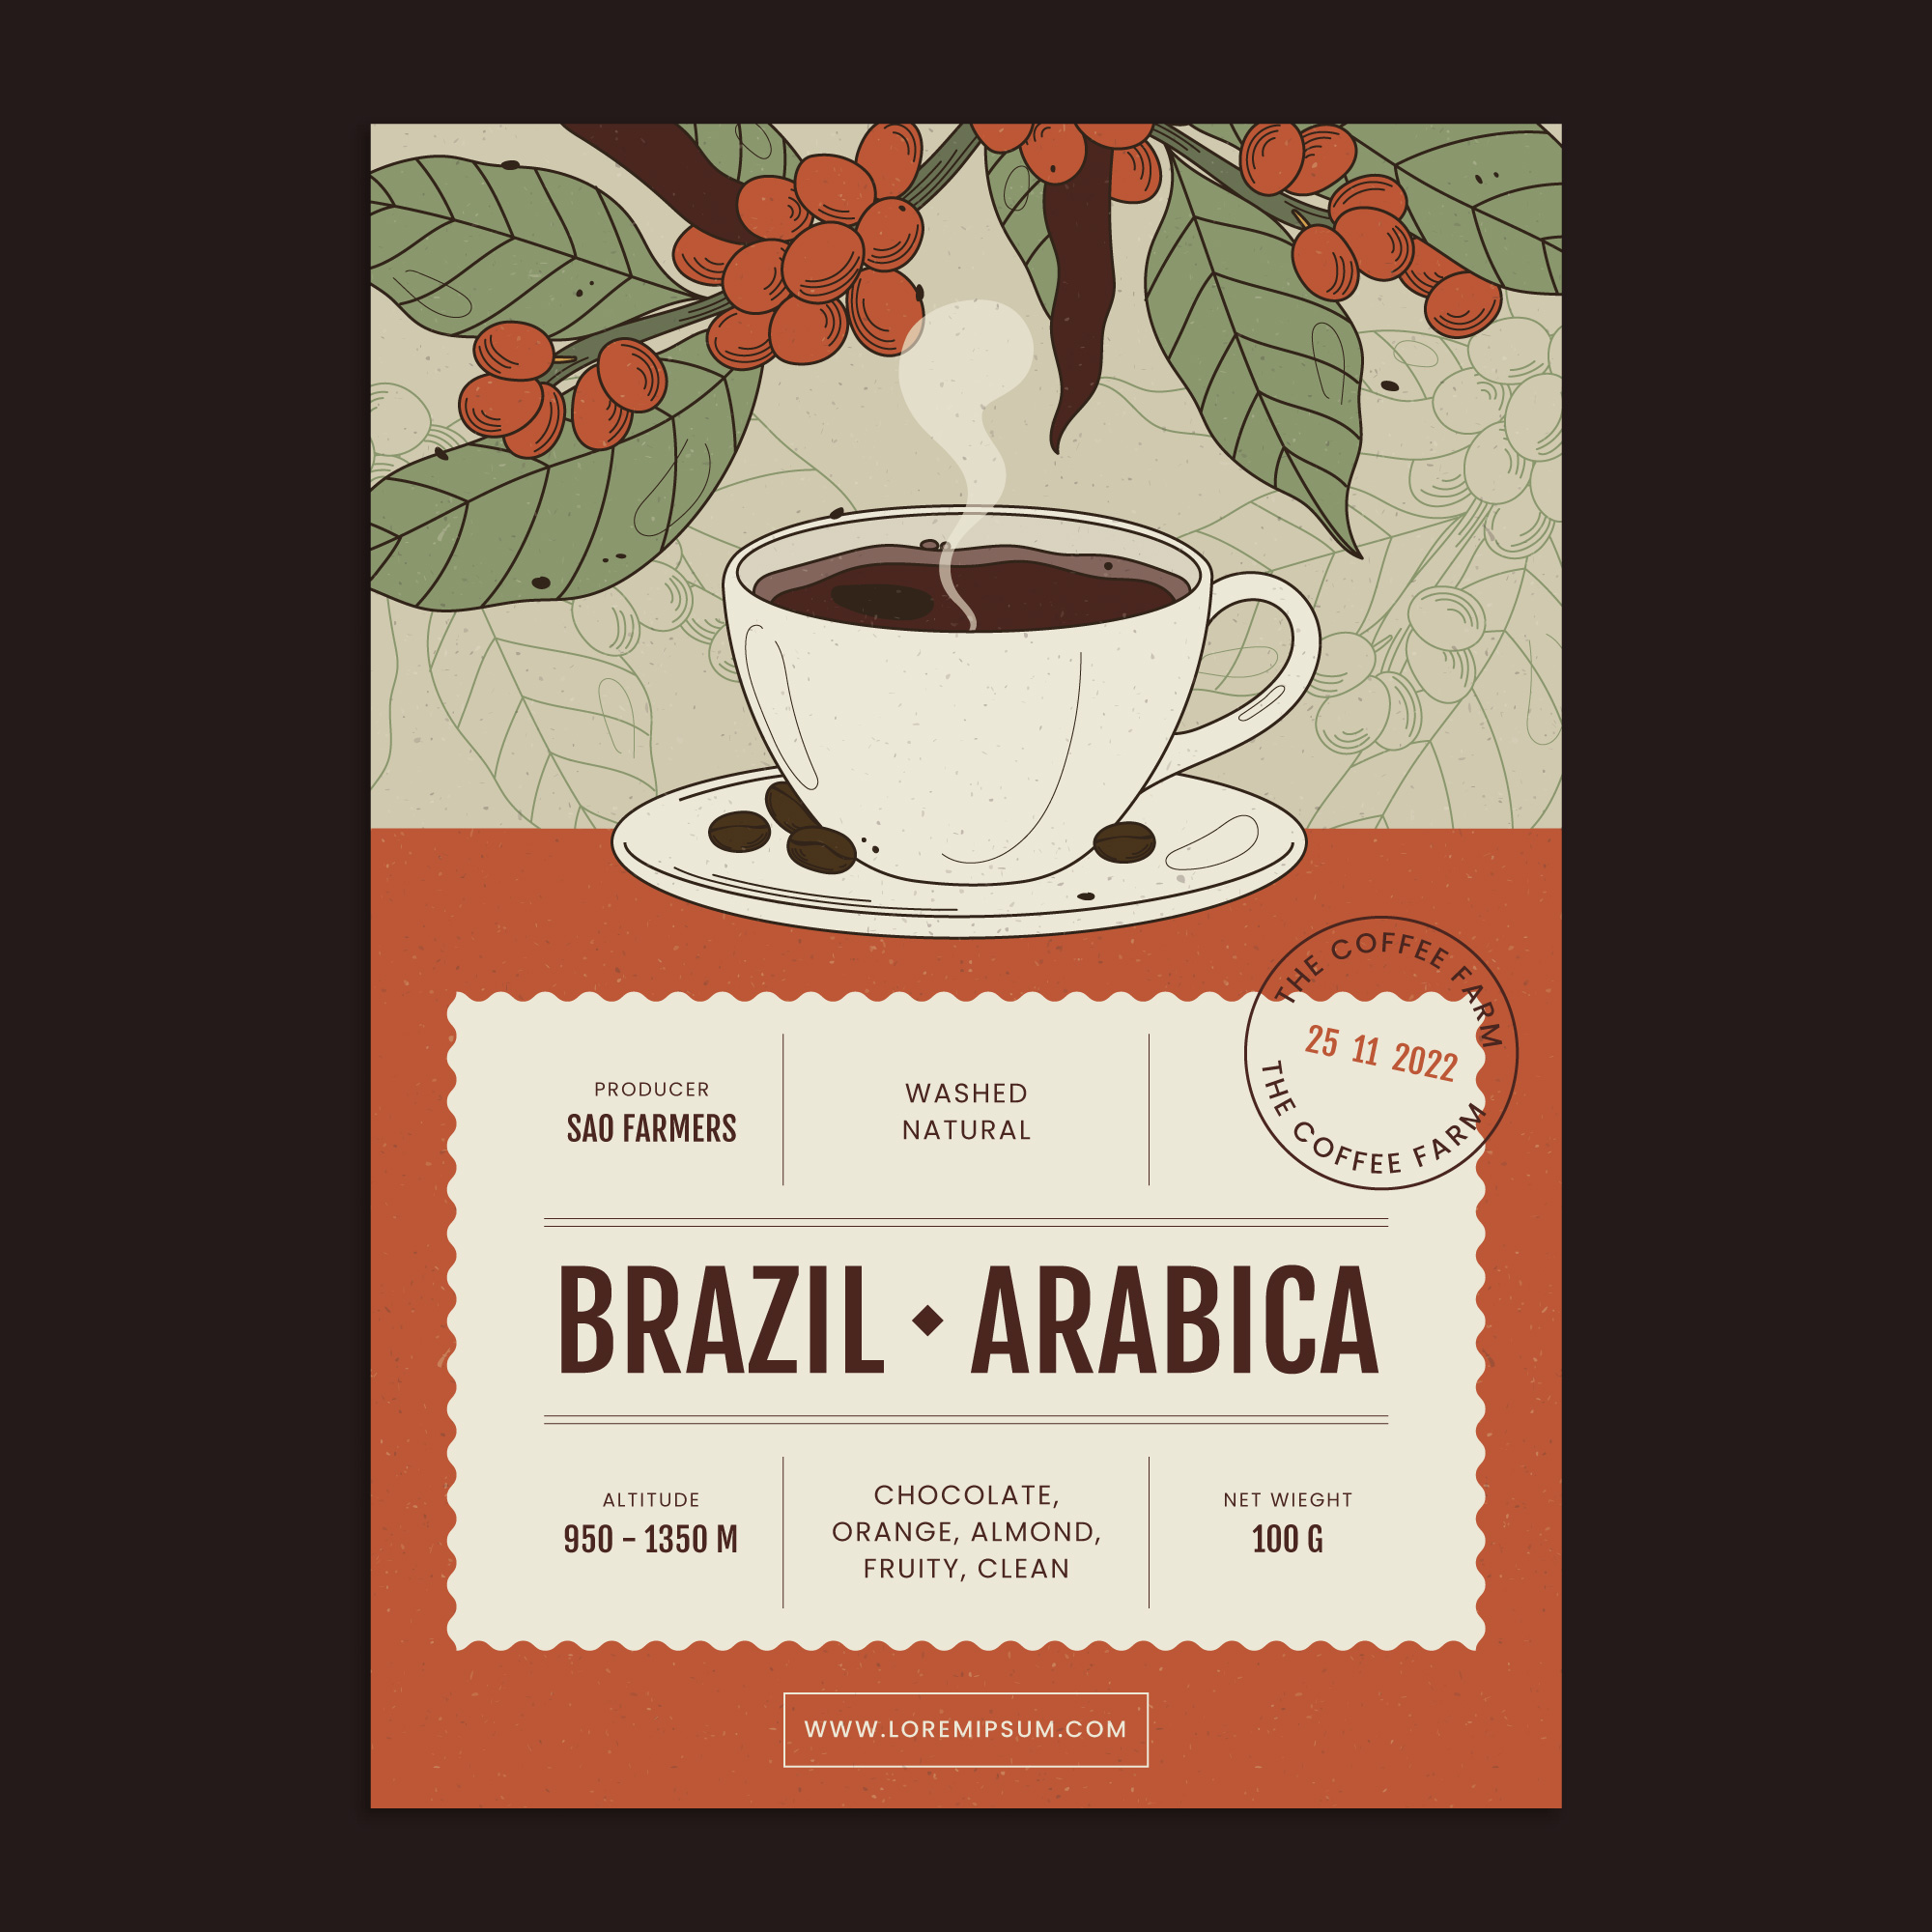 THE COFFEE FARM
25 11 2022
THE COFFEE FARM
PRODUCER
SAO FARMERS
WASHED
NATURAL
BRAZIL ◆ ARABICA
ALTITUDE
950 – 1350 M
CHOCOLATE,
ORANGE, ALMOND,
FRUITY, CLEAN
NET WIEGHT
100 G
WWW.LOREMIPSUM.COM